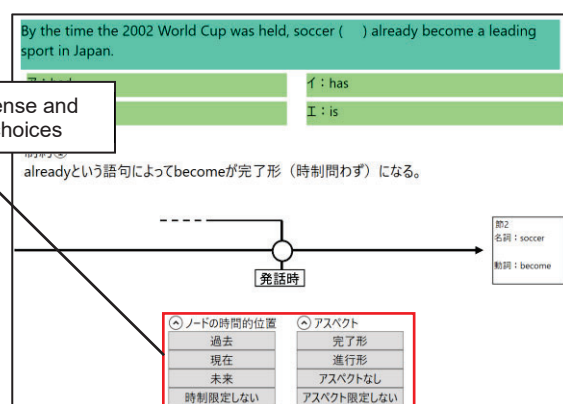 By the time the 2002 World Cup was held, soccer (    ) already become a leading
sport in Japan.
イ：has
エ：is
ense and
choices
alreadyという語句によってbecomeが完了形（時制問わず）になる。
節2
名詞：soccer
動詞：become
発話時
ノードの時間的位置
アスペクト
過去
完了形
現在
進行形
未来
アスペクトなし
時制限定しない
アスペクト限定しない